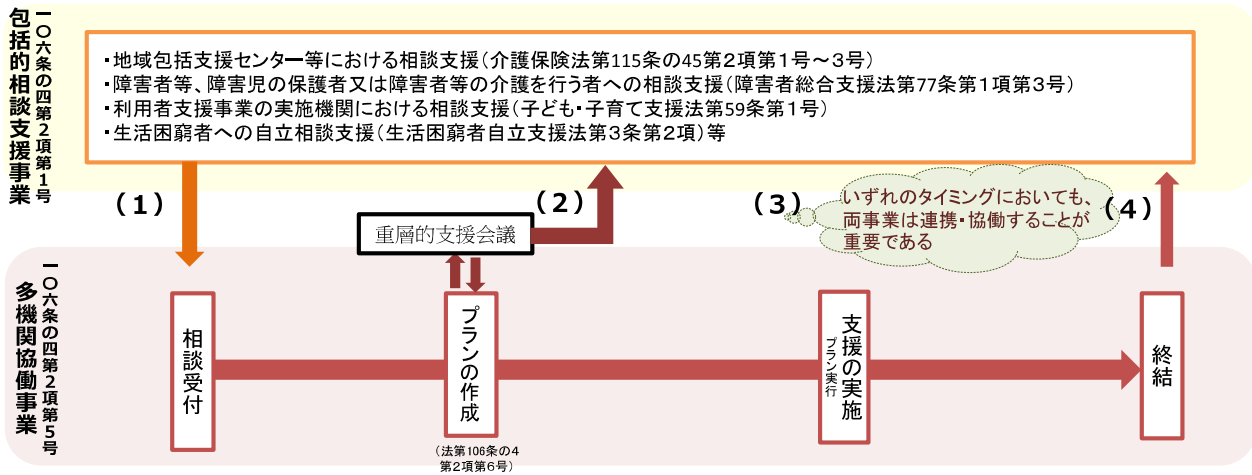 一〇六条の四第2項第1号
包括的相談支援事業
・地域包括支援センター等における相談支援（介護保険法第115条の45第2項第1号～3号）
・障害者等、障害児の保護者又は障害者等の介護を行う者への相談支援（障害者総合支援法第77条第1項第3号）
・利用者支援事業の実施機関における相談支援（子ども・子育て支援法第59条第1号）
・生活困窮者への自立相談支援（生活困窮者自立支援法第3条第2項）等
（1）
（2）
（3）
（4）
いずれのタイミングにおいても、
両事業は連携・協働することが
重要である
重層的支援会議
一〇六条の四第2項第5号
多機関協働事業
相談受付
プランの作成
（法第106条の4
第2項第6号）
支援の実施
プラン実行
終結